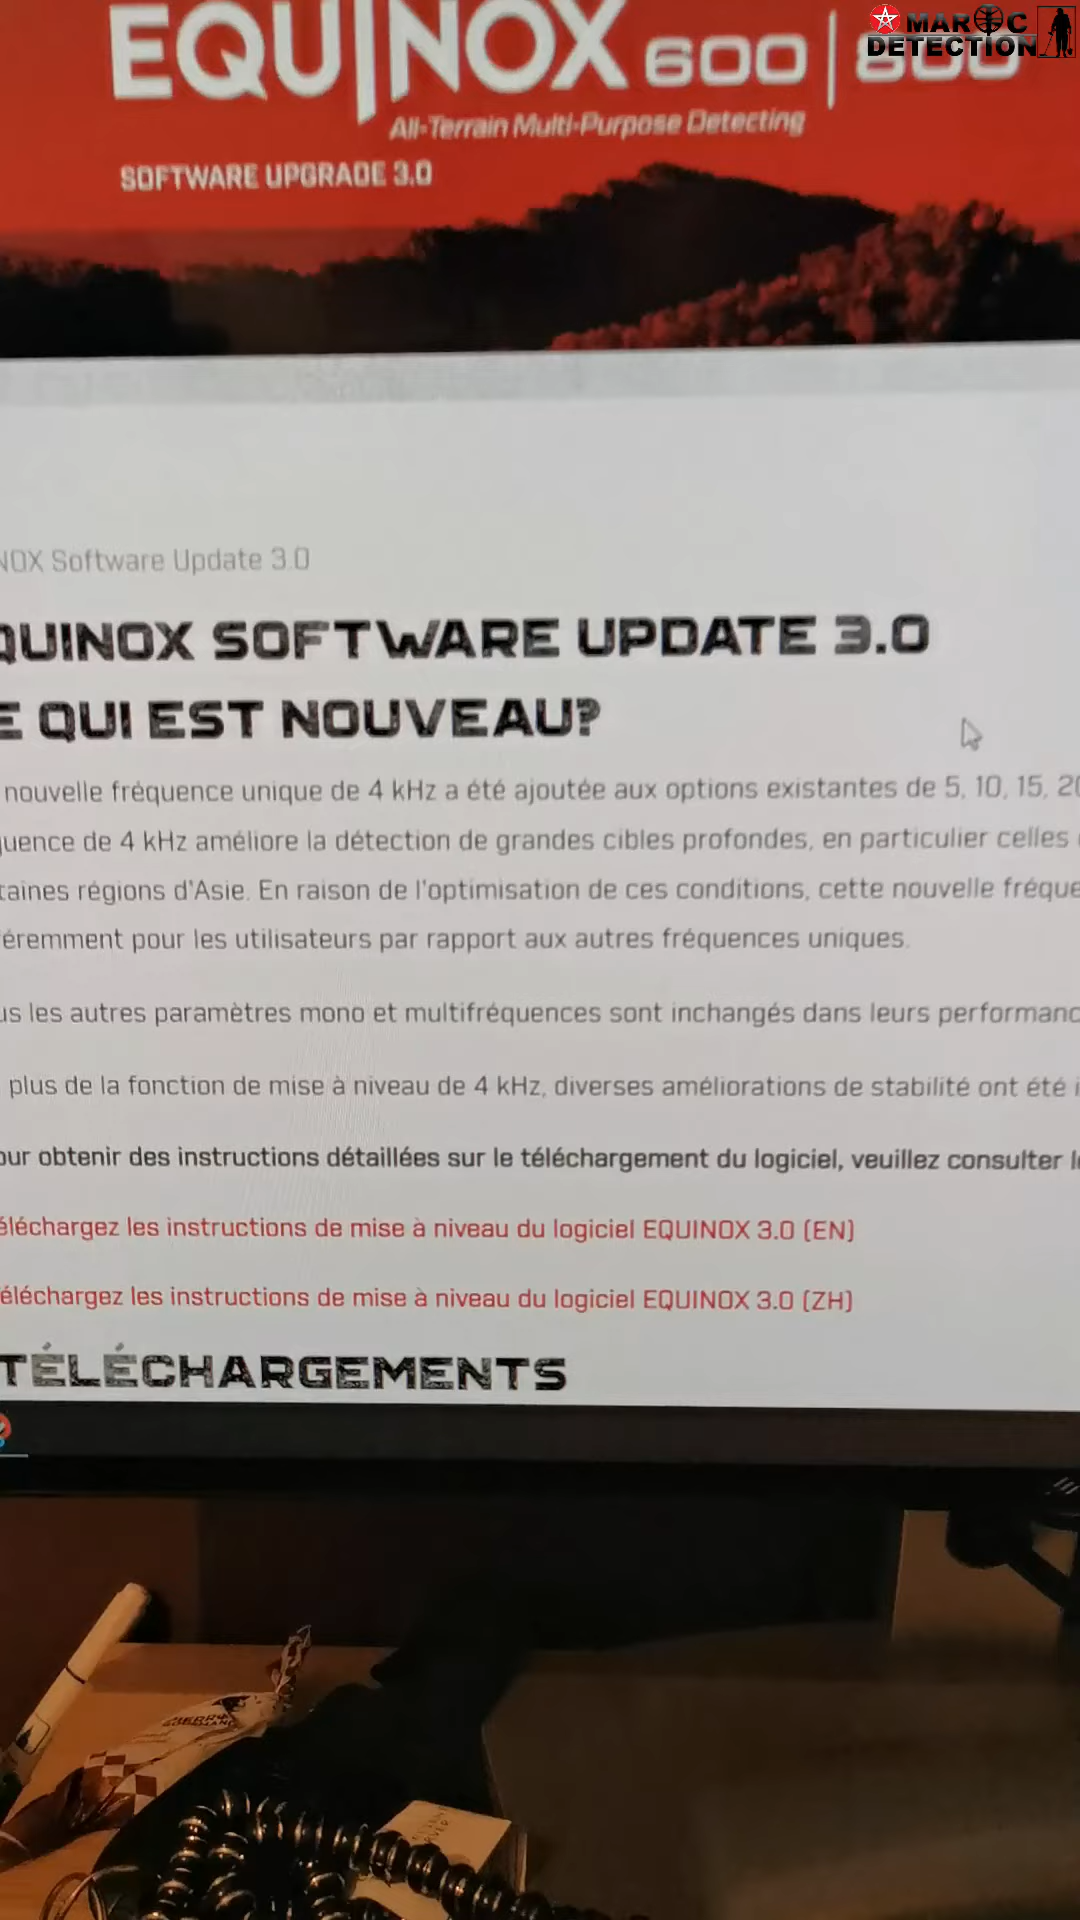 EQUINOX 600 | 800
MAROC
DETECTION
All-Terrain Multi-Purpose Detecting
SOFTWARE UPGRADE 3.0
NOX Software Update 3.0
QUINOX SOFTWARE UPDATE 3.0
E QUI EST NOUVEAU?
nouvelle fréquence unique de 4 kHz a été ajoutée aux options existantes de 5, 10, 15, 20
quence de 4 kHz améliore la détection de grandes cibles profondes, en particulier celles
taines régions d'Asie. En raison de l'optimisation de ces conditions, cette nouvelle fréque
féremment pour les utilisateurs par rapport aux autres fréquences uniques.
us les autres paramètres mono et multifréquences sont inchangés dans leurs performanc
plus de la fonction de mise à niveau de 4 kHz, diverses améliorations de stabilité ont été i
our obtenir des instructions détaillées sur le téléchargement du logiciel, veuillez consulter l
éléchargez les instructions de mise à niveau du logiciel EQUINOX 3.0 (EN)
éléchargez les instructions de mise à niveau du logiciel EQUINOX 3.0 (ZH)
TÉLÉCHARGEMENTS